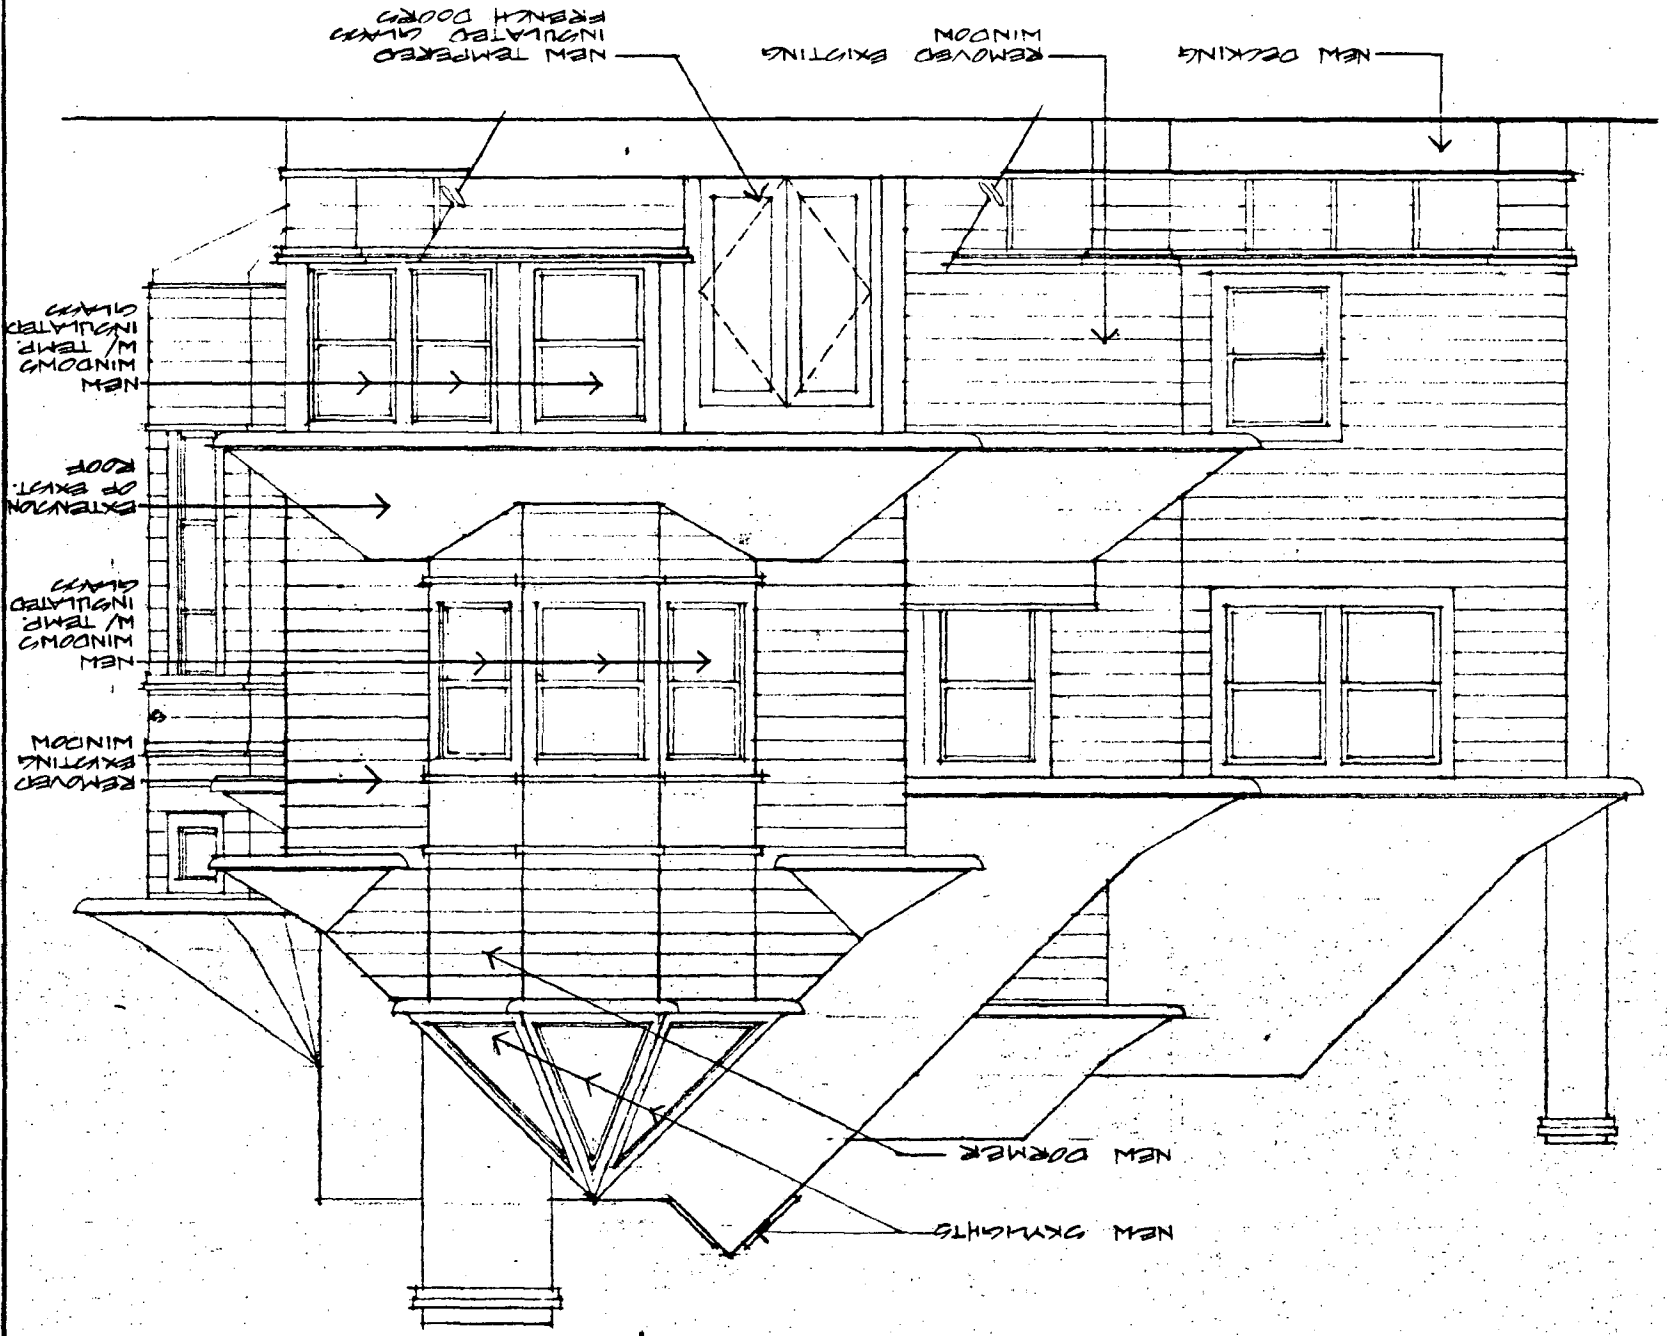 NEW SKYLIGHTS
NEW DORMER
REMOVED
EXISTING
WINDOW
NEW
WINDOWS
W/ TEMP.
INSULATED
GLASS
EXTENSION
OF EXIST.
ROOF
NEW
WINDOWS
W/ TEMP.
INSULATED
GLASS
NEW DECKING
REMOVED EXISTING
WINDOW
NEW TEMPERED
INSULATED GLASS
FRENCH DOORS